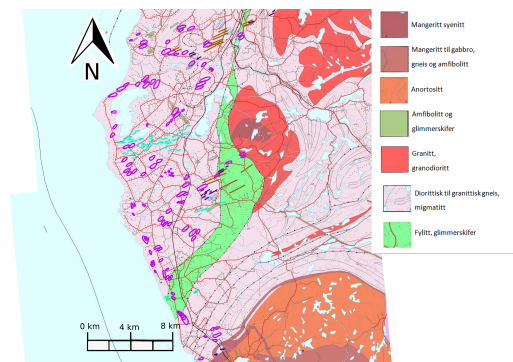 N
Mangeritt syenitt
Mangeritt til gabbro,
gneis og amfibolitt
Anortositt
Amfibolitt og
glimmerskifer
Granitt,
granodioritt
Diorittisk til granittisk gneis,
migmatitt
Fylitt, glimmerskifer
0 km 4 km 8 km